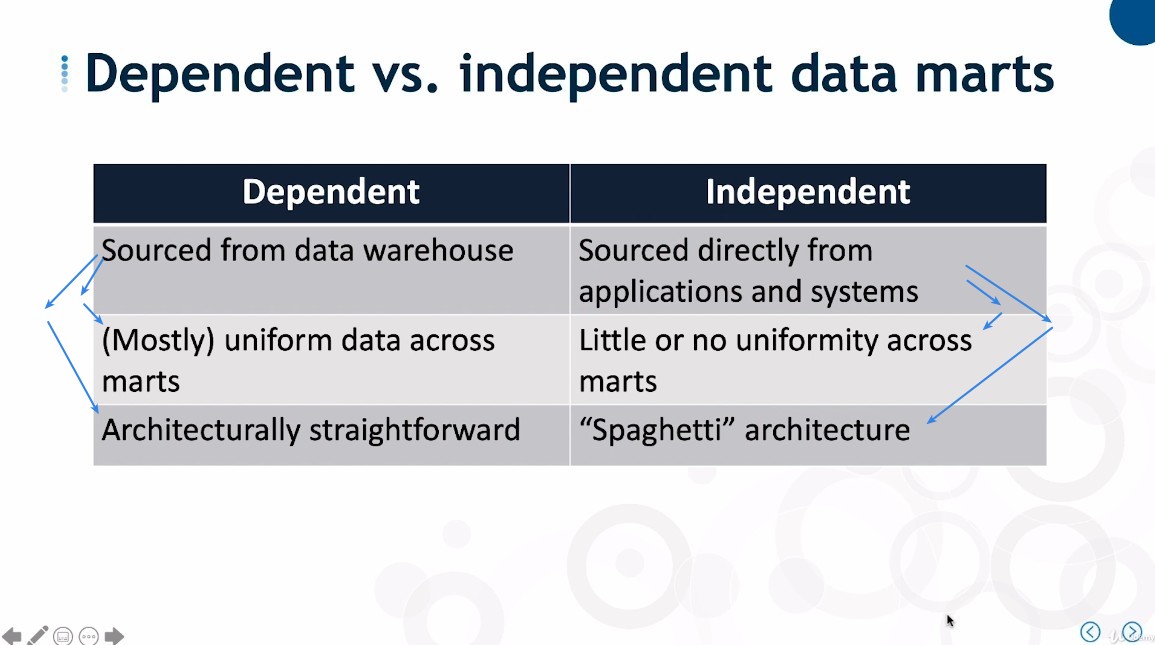 Dependent vs. independent data marts
Dependent
Independent
Sourced from data warehouse
Sourced directly from
applications and systems
(Mostly) uniform data across
marts
Little or no uniformity across
marts
Architecturally straightforward
“Spaghetti” architecture